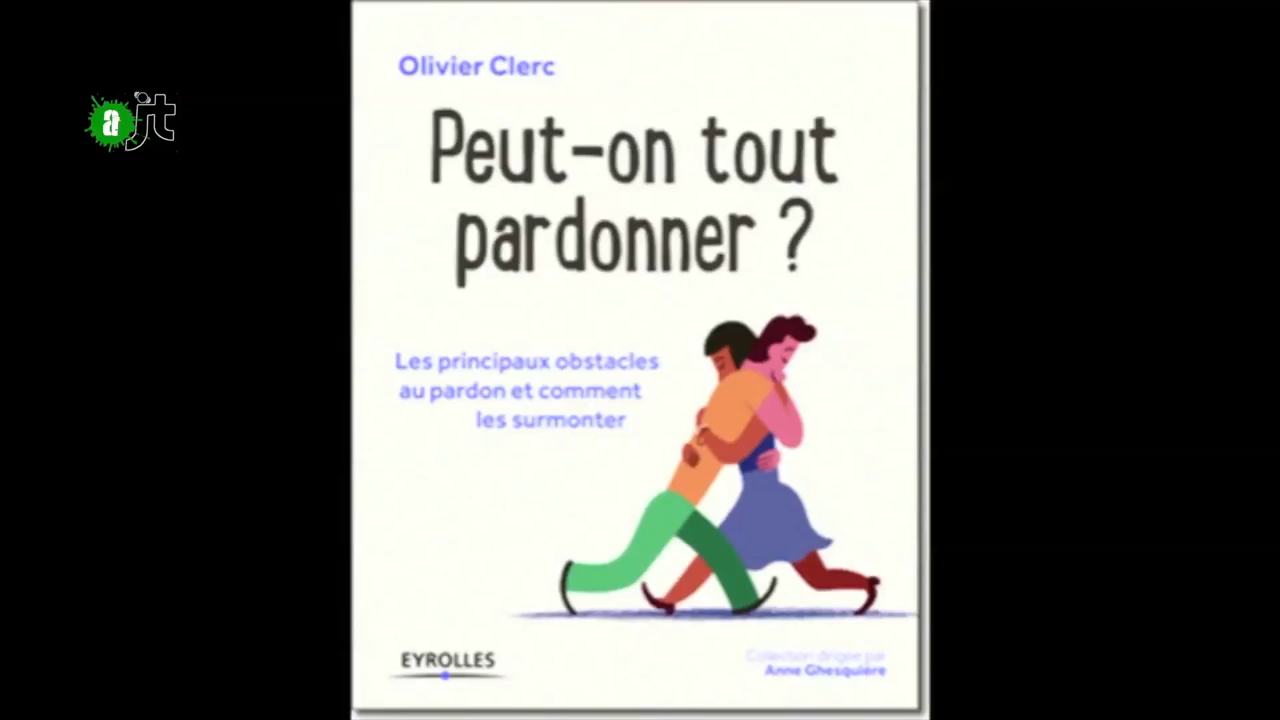 Olivier Clerc
ajt
Peut-on tout
pardonner ?
Les principaux obstacles
au pardon et comment
les surmonter
EYROLLES
Collection dirigée par
Anne Ghesquière